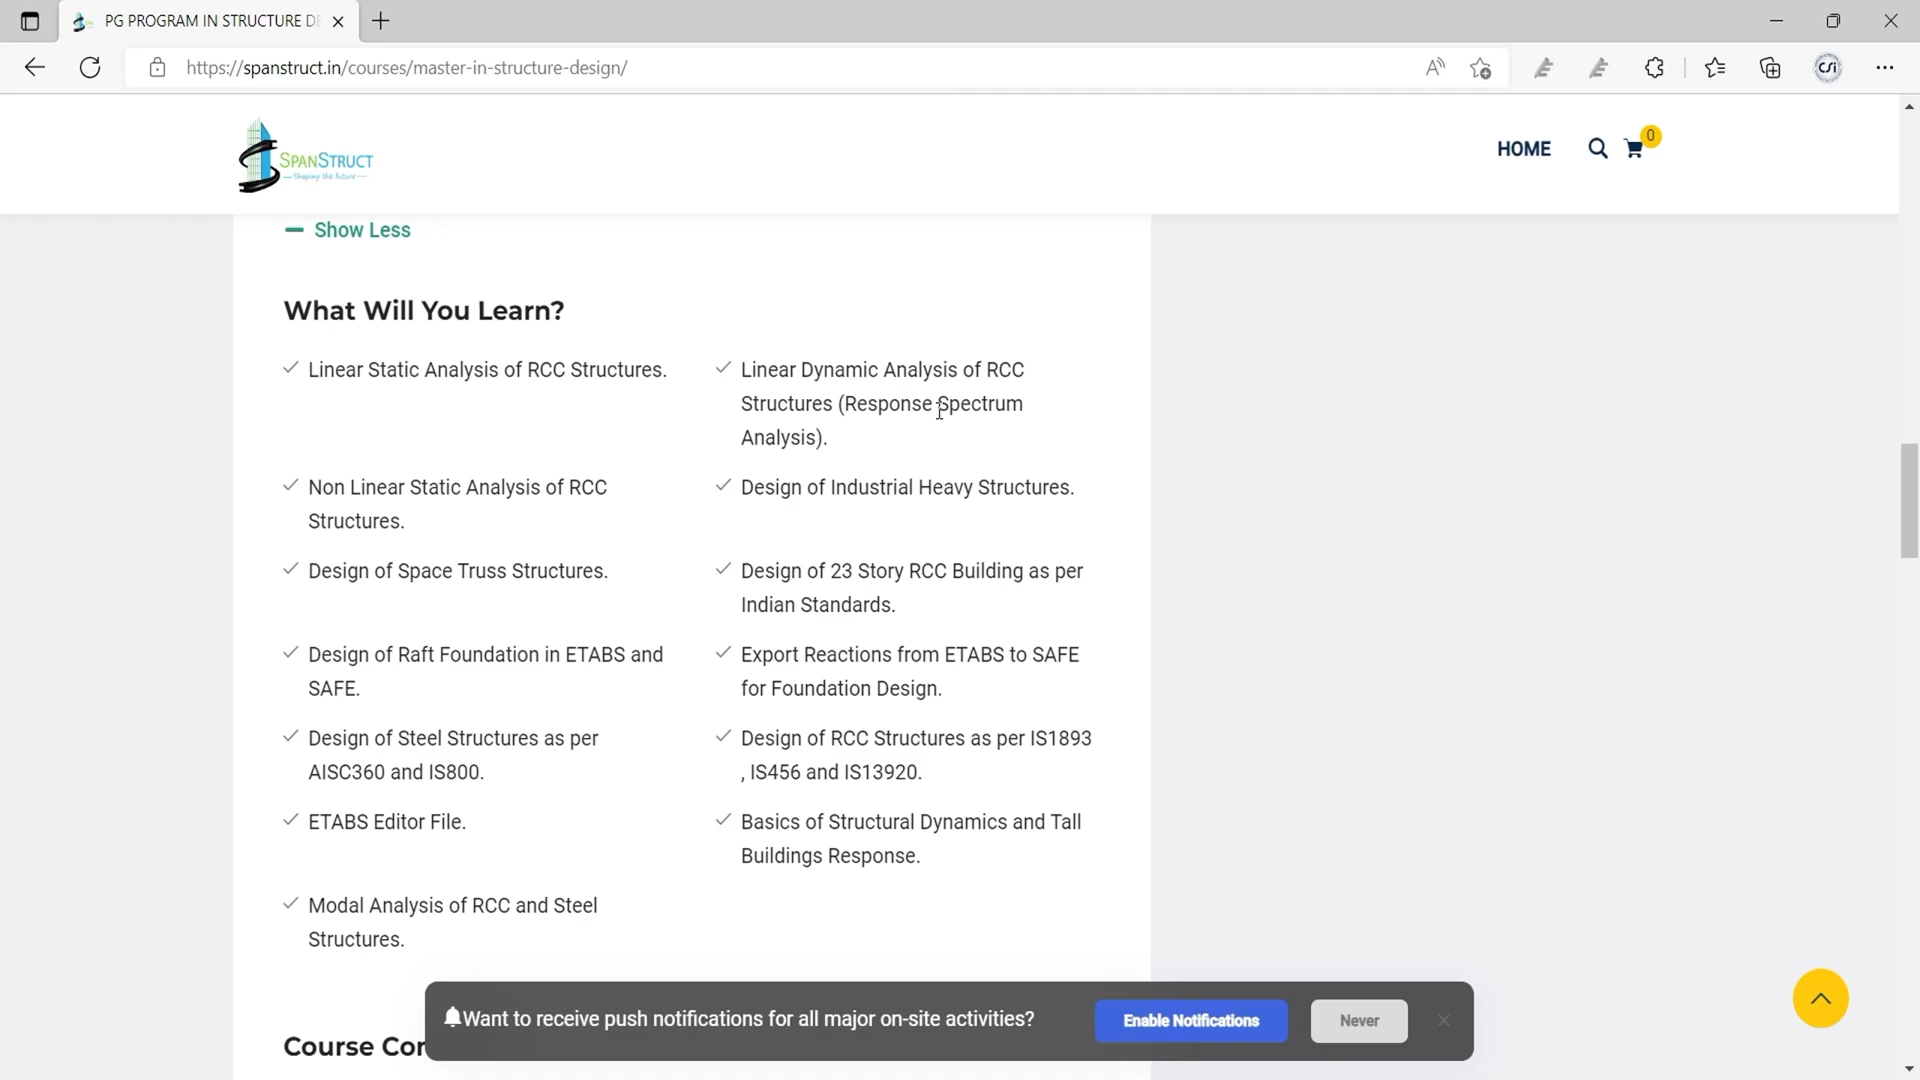 PG PROGRAM IN STRUCTURE DE
https://spanstruct.in/courses/master-in-structure-design/
CSi
SPANSTRUCT
Shaping the future
HOME
0
Show Less
What Will You Learn?
Linear Static Analysis of RCC Structures.
Linear Dynamic Analysis of RCC
Structures (Response Spectrum
Analysis).
Non Linear Static Analysis of RCC
Structures.
Design of Industrial Heavy Structures.
Design of Space Truss Structures.
Design of 23 Story RCC Building as per
Indian Standards.
Design of Raft Foundation in ETABS and
SAFE.
Export Reactions from ETABS to SAFE
for Foundation Design.
Design of Steel Structures as per
AISC360 and IS800.
Design of RCC Structures as per IS1893
, IS456 and IS13920.
ETABS Editor File.
Basics of Structural Dynamics and Tall
Buildings Response.
Modal Analysis of RCC and Steel
Structures.
Want to receive push notifications for all major on-site activities?
Enable Notifications
Never
Course Con